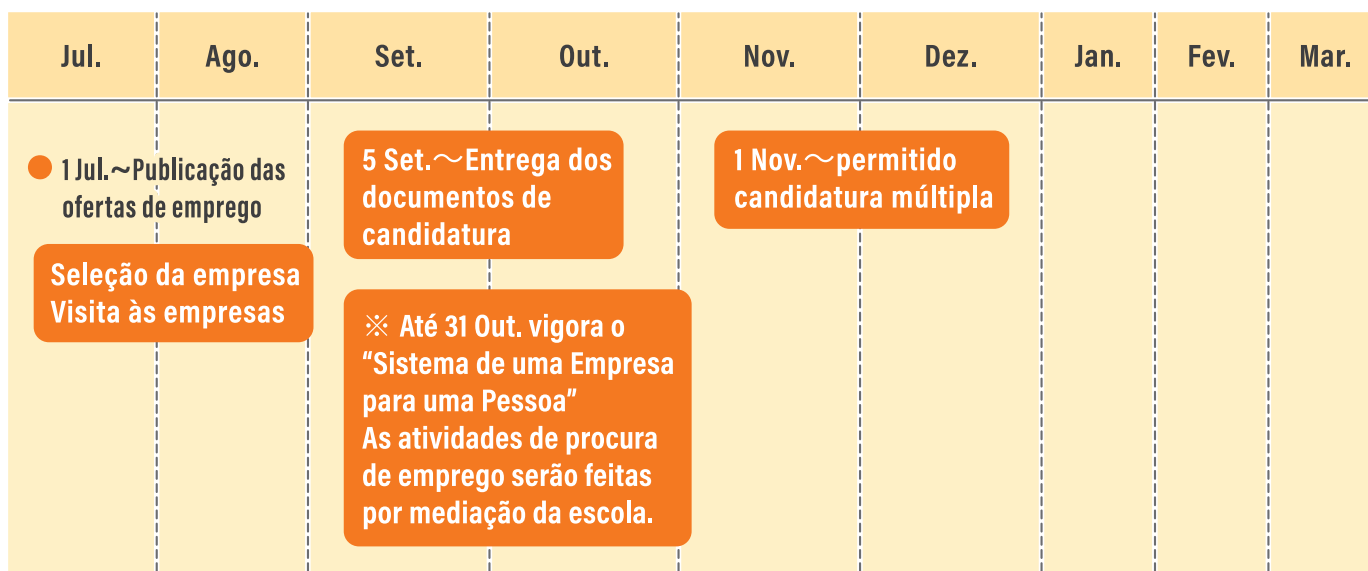 Jul. Ago. Set. Out. Nov. Dez. Jan. Fev. Mar.
1 Jul.~Publicação das
ofertas de emprego
Seleção da empresa
Visita às empresas
5 Set.～Entrega dos
documentos de
candidatura
※ Até 31 Out. vigora o
“Sistema de uma Empresa
para uma Pessoa”
As atividades de procura
de emprego serão feitas
por mediação da escola.
1 Nov.～permitido
candidatura múltipla